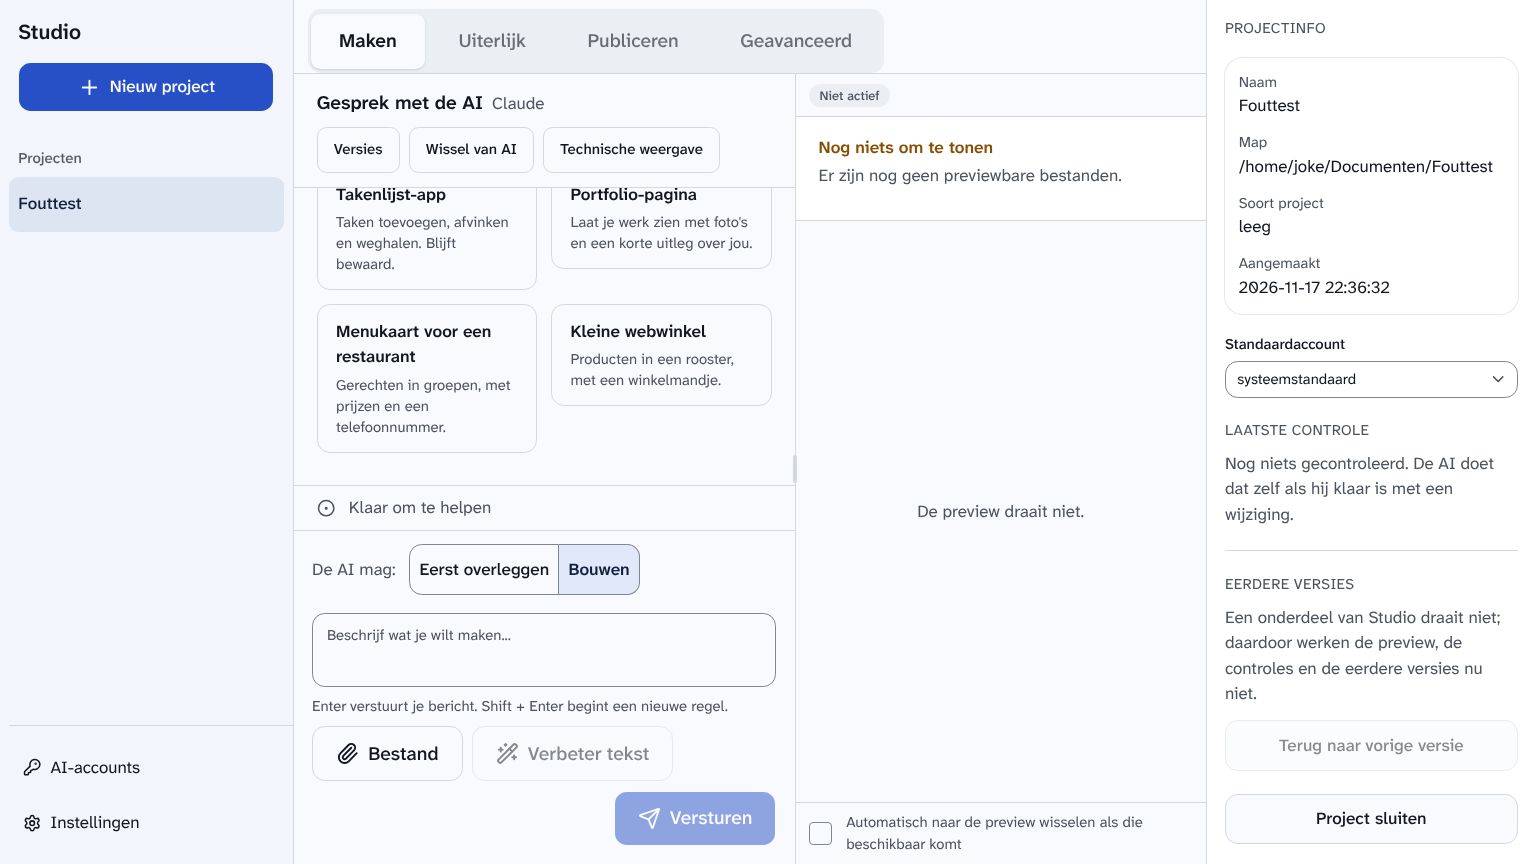 Studio
Nieuw project
Projecten
Fouttest
AI-accounts
Instellingen
Maken
Uiterlijk
Publiceren
Geavanceerd
Gesprek met de AI Claude
Versies
Wissel van AI
Technische weergave
Takenlijst-app
Taken toevoegen, afvinken
en weghalen. Blijft
bewaard.
Portfolio-pagina
Laat je werk zien met foto's
en een korte uitleg over jou.
Menukaart voor een
restaurant
Gerechten in groepen, met
prijzen en een
telefoonnummer.
Kleine webwinkel
Producten in een rooster,
met een winkelmandje.
Klaar om te helpen
De AI mag:
Eerst overleggen
Bouwen
Beschrijf wat je wilt maken...
Enter verstuurt je bericht. Shift + Enter begint een nieuwe regel.
Bestand
Verbeter tekst
Versturen
Niet actief
Nog niets om te tonen
Er zijn nog geen previewbare bestanden.
De preview draait niet.
Automatisch naar de preview wisselen als die
beschikbaar komt
PROJECTINFO
Naam
Fouttest
Map
/home/joke/Documenten/Fouttest
Soort project
leeg
Aangemaakt
2026-11-17 22:36:32
Standaardaccount
systeemstandaard
LAATSTE CONTROLE
Nog niets gecontroleerd. De AI doet
dat zelf als hij klaar is met een
wijziging.
EERDERE VERSIES
Een onderdeel van Studio draait niet;
daardoor werken de preview, de
controles en de eerdere versies nu
niet.
Terug naar vorige versie
Project sluiten